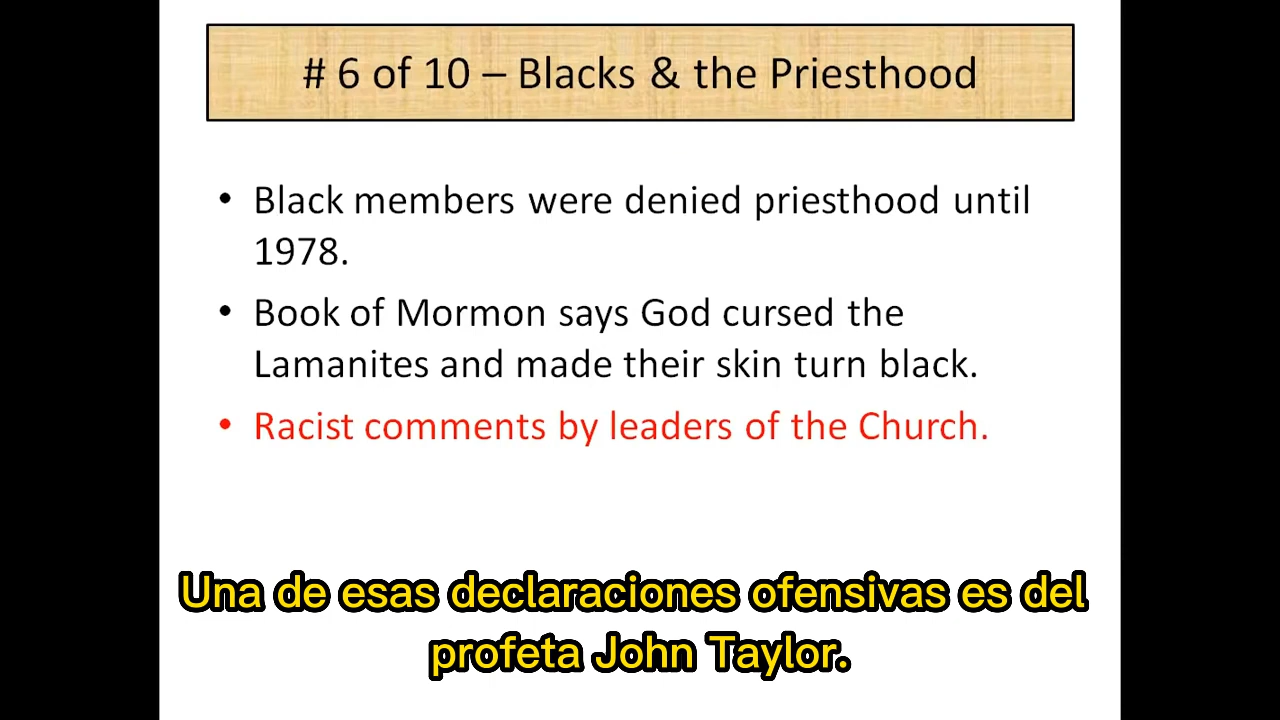 # 6 of 10 – Blacks & the Priesthood
• Black members were denied priesthood until
1978.
• Book of Mormon says God cursed the
Lamanites and made their skin turn black.
• Racist comments by leaders of the Church.
Una de esas declaraciones ofensivas es del
profeta John Taylor.